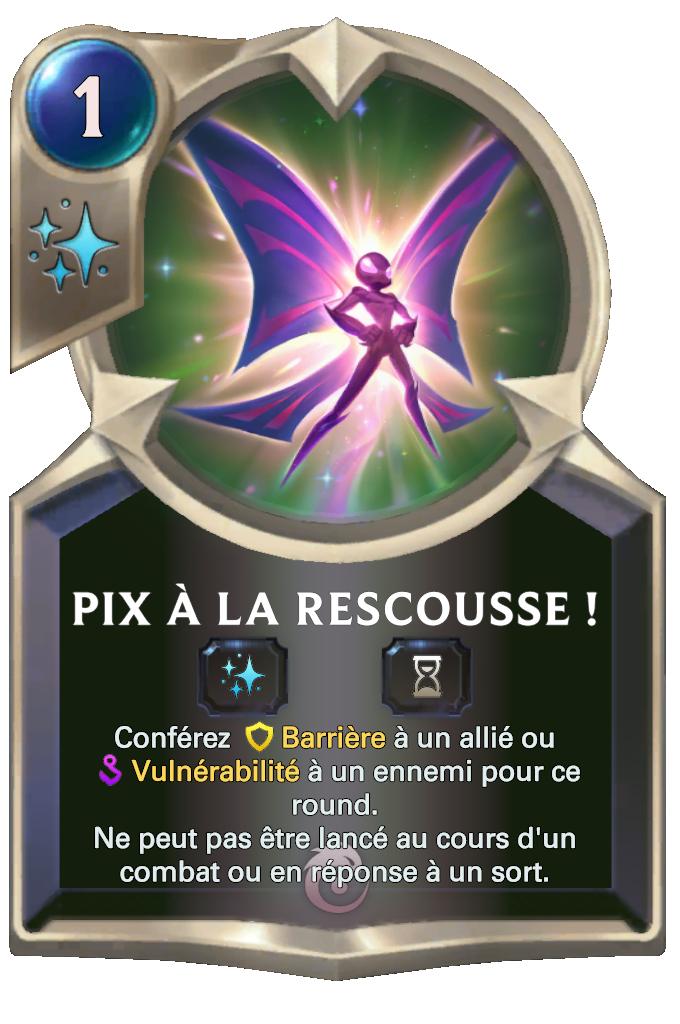 1
PIX À LA RESCOUSSE !
Conférez Barrière à un allié ou
Vulnérabilité à un ennemi pour ce
round.
Ne peut pas être lancé au cours d'un
combat ou en réponse à un sort.